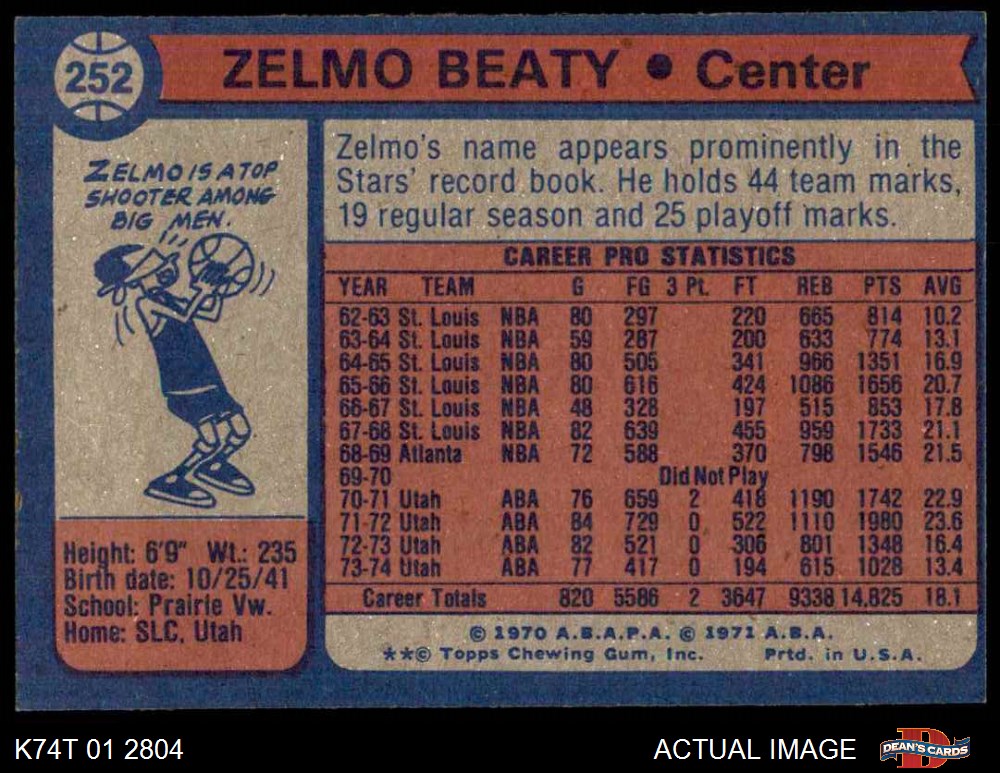 252
ZELMO BEATY • Center
ZELMO IS A TOP
SHOOTER AMONG
BIG MEN.
Zelmo's name appears prominently in the
Stars' record book. He holds 44 team marks,
19 regular season and 25 playoff marks.
CAREER PRO STATISTICS
YEAR TEAM G FG 3 Pt. FT REB PTS AVG
62-63 St. Louis NBA 80 297 220 665 814 10.2
63-64 St. Louis NBA 59 287 200 633 774 13.1
64-65 St. Louis NBA 80 505 341 966 1351 16.9
65-66 St. Louis NBA 80 616 424 1086 1656 20.7
66-67 St. Louis NBA 48 328 197 515 853 17.8
67-68 St. Louis NBA 82 639 455 959 1733 21.1
68-69 Atlanta NBA 72 588 370 798 1546 21.5
69-70 Did Not Play
70-71 Utah ABA 76 659 2 418 1190 1742 22.9
71-72 Utah ABA 84 729 0 522 1110 1980 23.6
72-73 Utah ABA 82 521 0 306 801 1348 16.4
73-74 Utah ABA 77 417 0 194 615 1028 13.4
Career Totals 820 5586 2 3647 9338 14,825 18.1
Height: 6'9" Wt.: 235
Birth date: 10/25/41
School: Prairie Vw.
Home: SLC, Utah
© 1970 A.B.A.P.A. © 1971 A.B.A.
**© Topps Chewing Gum, Inc. Prtd. in U.S.A.
K74T 01 2804
ACTUAL IMAGE
D
DEAN'S CARDS